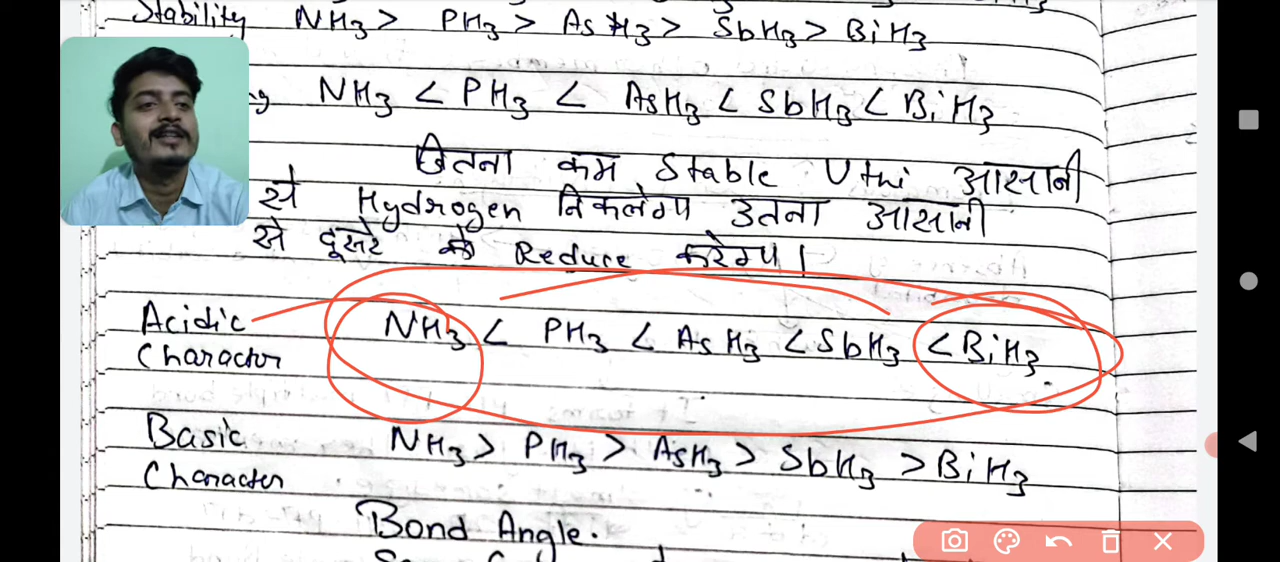 Stability NH3 > PH3 > AsH3 > SbH3 > BiH3
NH3 < PH3 < AsH3 < SbH3 < BiH3
जितना कम Stable Uthi आसानी
से Hydrogen निकलेगा उतना आसानी
से दूसरे को Reduce करेगा।
Acidic NH3 < PH3 < AsH3 < SbH3 < BiH3
Character
Basic NH3 > PH3 > AsH3 > SbH3 > BiH3
Character
Bond Angle.